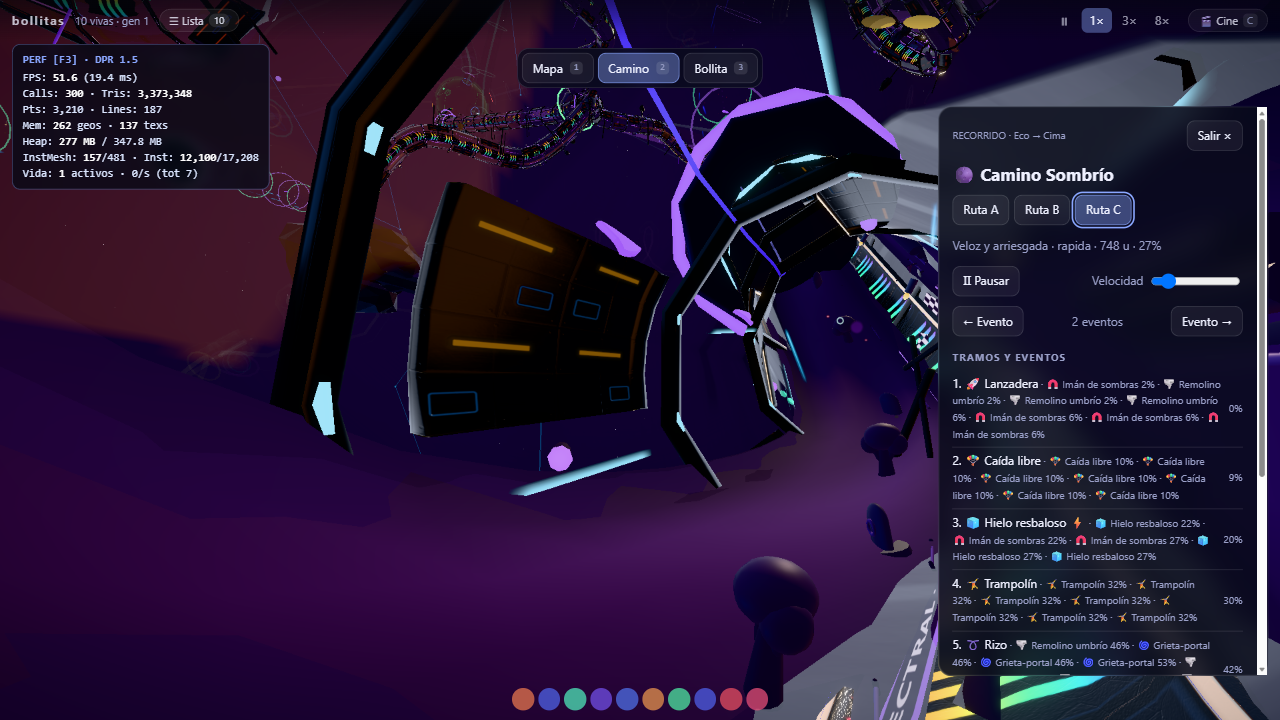 bollitas 10 vivas · gen 1 ☰ Lista 10
1× 3× 8× Cine C
PERF [F3] · DPR 1.5
FPS: 51.6 (19.4 ms)
Calls: 300 · Tris: 3,373,348
Pts: 3,210 · Lines: 187
Mem: 262 geos · 137 texs
Heap: 277 MB / 347.8 MB
InstMesh: 157/481 · Inst: 12,100/17,208
Vida: 1 activos · 0/s (tot 7)
Mapa 1 Camino 2 Bollita 3
RECORRIDO · Eco → Cima
Salir ×
Camino Sombrío
Ruta A Ruta B Ruta C
Veloz y arriesgada · rapida · 748 u · 27%
Pausar Velocidad
← Evento 2 eventos Evento →
TRAMOS Y EVENTOS
1. Lanzadera · Imán de sombras 2% · Remolino
umbrío 2% · Remolino umbrío 2% · Remolino umbrío
6% · Imán de sombras 6% · Imán de sombras 6% ·
Imán de sombras 6%
0%
2. Caída libre · Caída libre 10% · Caída libre
10% · Caída libre 10% · Caída libre 10% · Caída
libre 10% · Caída libre 10% · Caída libre 10%
9%
3. Hielo resbaloso · Hielo resbaloso 22% ·
Imán de sombras 22% · Imán de sombras 27% ·
Hielo resbaloso 27% · Hielo resbaloso 27%
20%
4. Trampolín · Trampolín 32% · Trampolín
32% · Trampolín 32% · Trampolín 32% ·
Trampolín 32% · Trampolín 32% · Trampolín 32%
30%
5. Rizo · Remolino umbrío 46% · Grieta-portal
46% · Grieta-portal 46% · Grieta-portal 53% ·
42%
ECTRAL